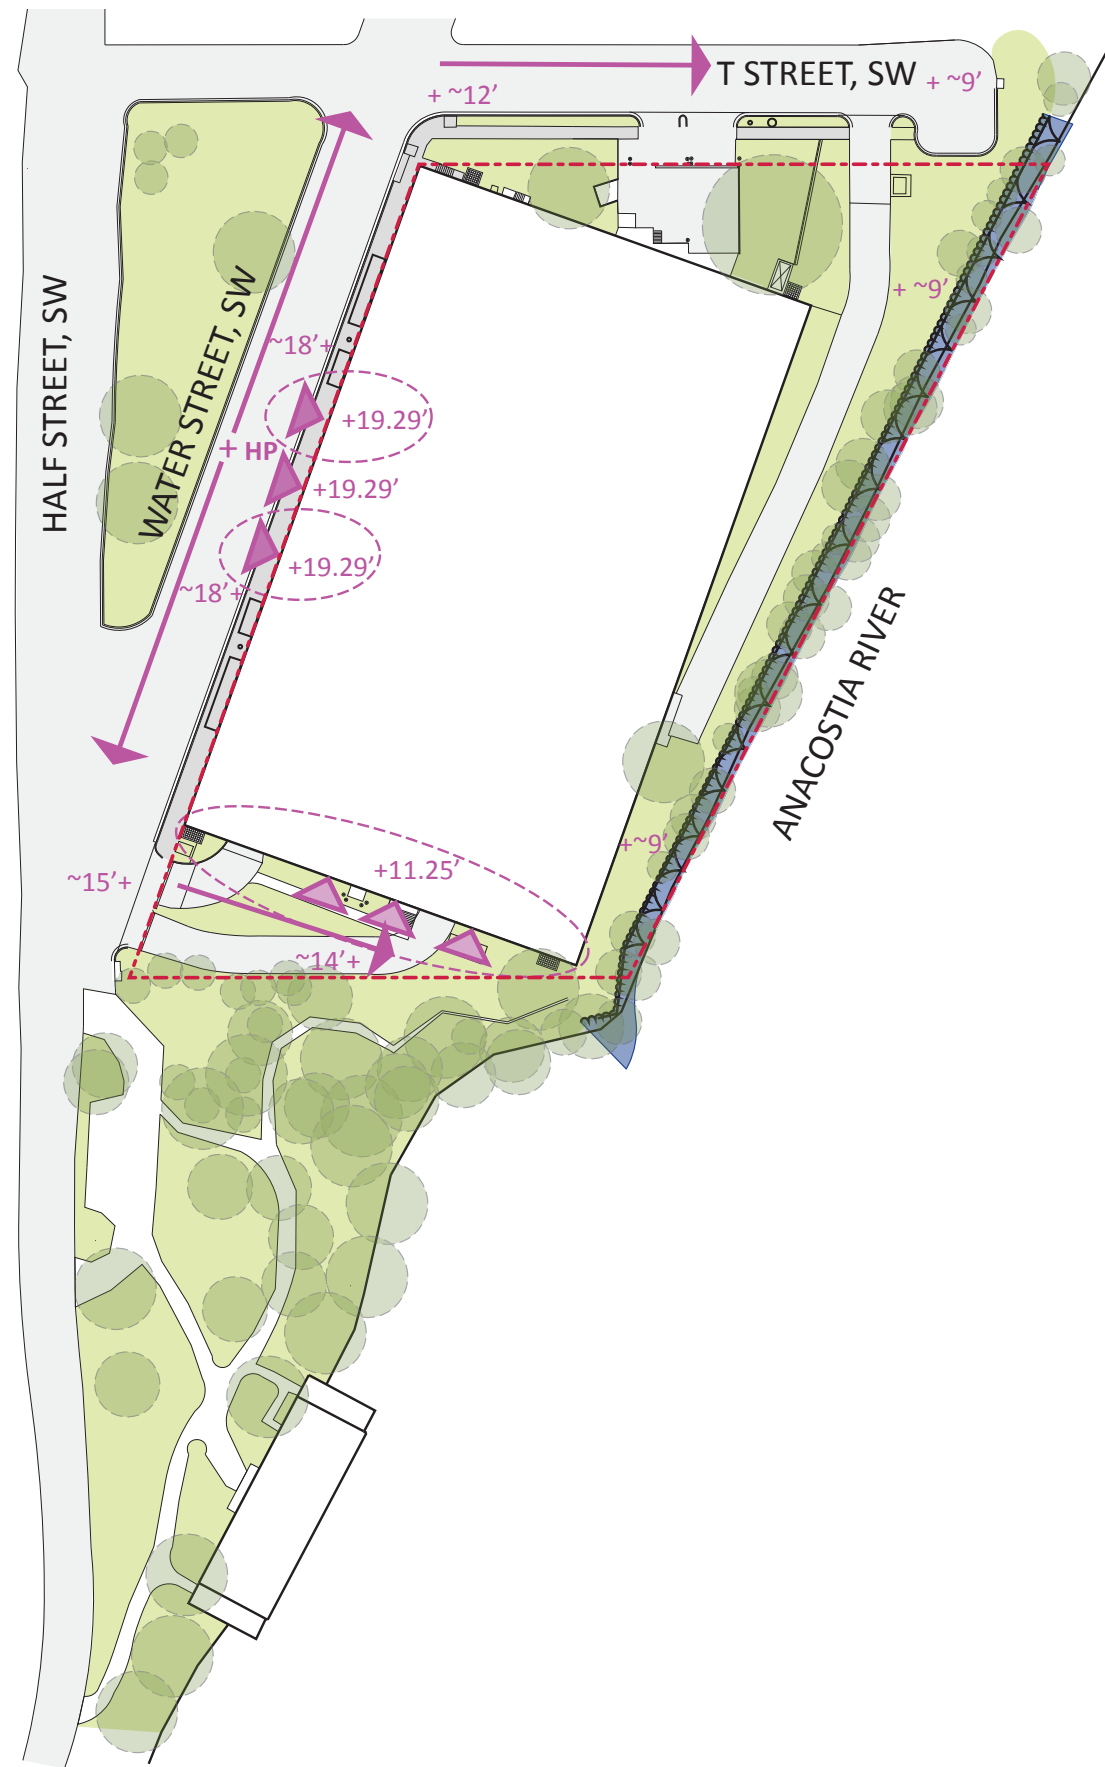 T STREET, SW
+ ~9'
+ ~12'
HALF STREET, SW
WATER STREET, SW
+ ~9'
~18'+
+19.29'
+ HP
+19.29'
+19.29'
~18'+
ANACOSTIA RIVER
+~9'
+11.25'
~15'+
~14'+